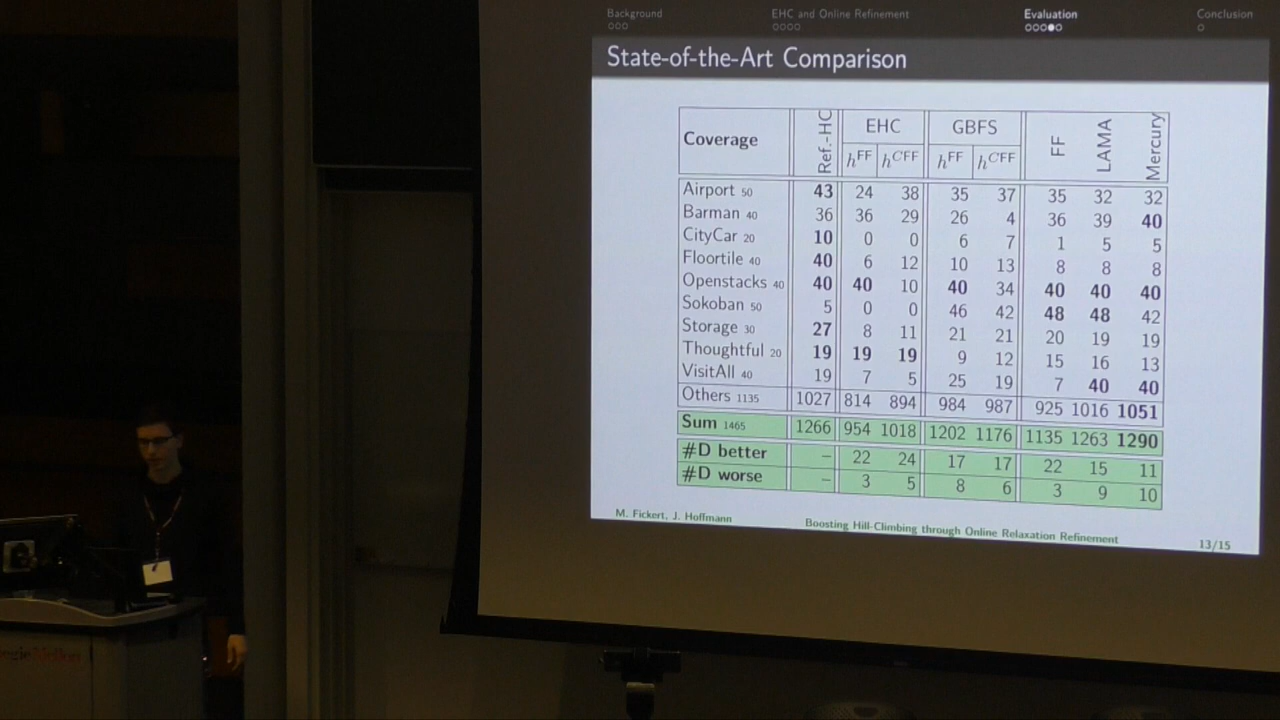 Background EHC and Online Refinement Evaluation Conclusion
State-of-the-Art Comparison
Coverage Ref.-HC EHC GBFS FF LAMA Mercury
hFF hCFF hFF hCFF
Airport 50 43 24 38 35 37 35 32 32
Barman 40 36 36 29 26 4 36 39 40
CityCar 20 10 0 0 6 7 1 5 5
Floortile 40 40 6 12 10 13 8 8 8
Openstacks 40 40 40 10 40 34 40 40 40
Sokoban 50 5 0 0 46 42 48 48 42
Storage 30 27 8 11 21 21 20 19 19
Thoughtful 20 19 19 19 9 12 15 16 13
VisitAll 40 19 7 5 25 19 7 40 40
Others 1135 1027 814 894 984 987 925 1016 1051
Sum 1465 1266 954 1018 1202 1176 1135 1263 1290
#D better – 22 24 17 17 22 15 11
#D worse – 3 5 8 6 3 9 10
M. Fickert, J. Hoffmann Boosting Hill-Climbing through Online Relaxation Refinement 13/15